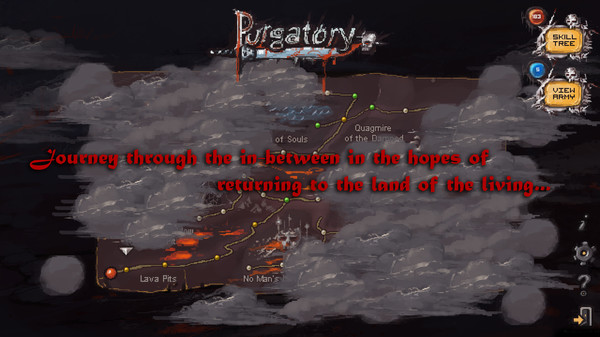 Purgatory
SKILL
TREE
VIEW
ARMY
of Souls
Quagmire
of the Damned
Journey through the in-between in the hopes of
returning to the land of the living...
Lava Pits
No Man's